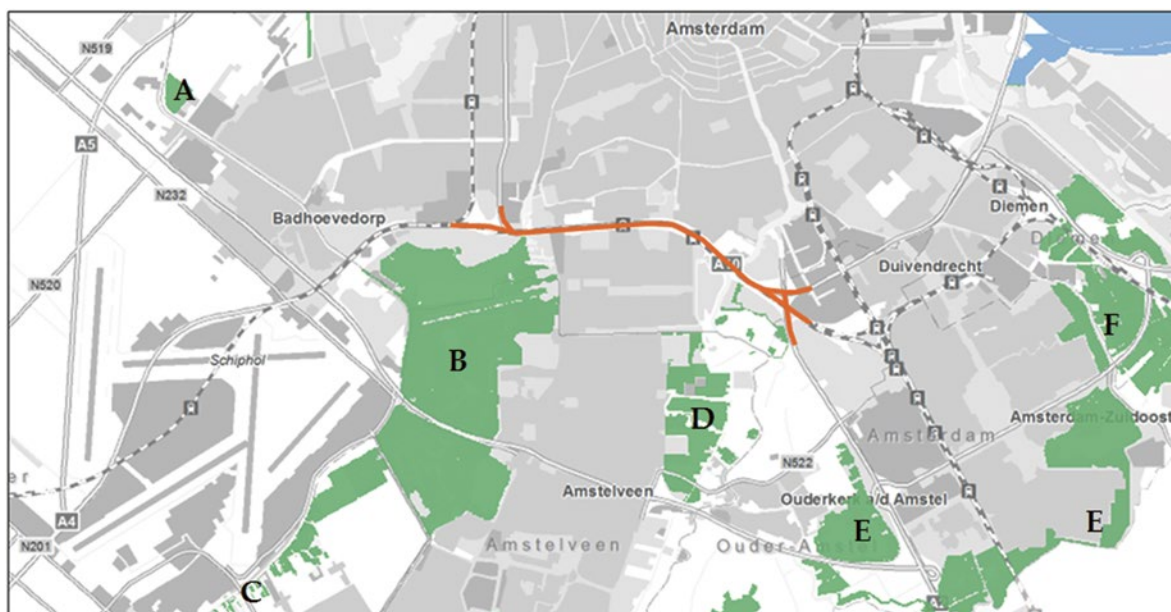 Amsterdam
N519
A
A5
N232
Diemen
Badhoevedorp
Dieme
A10
Duivendrecht
N520
F
Schiphol
B
D
Amsterdam-Zuidoost
Amsterdam
N522
Amstelveen
Ouderkerk a/d Amstel
A4
E
E
N201
Amstelveen
Ouder-Amstel
C